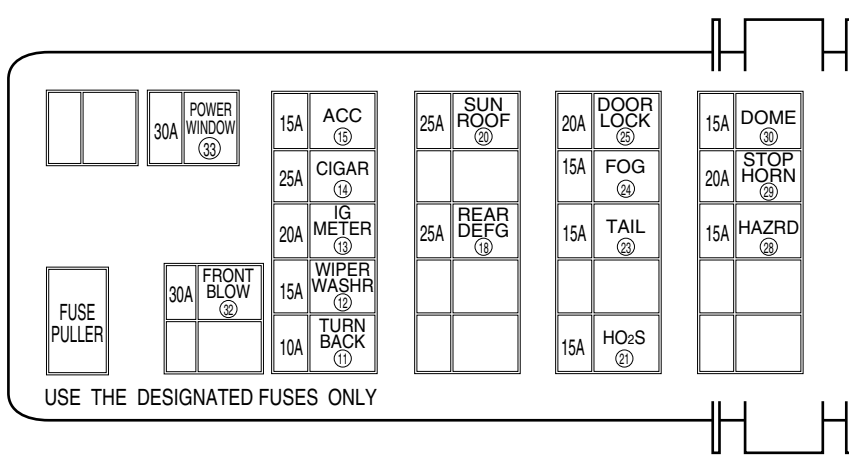 30A POWER WINDOW 33
15A ACC 15
25A SUN ROOF 20
20A DOOR LOCK 25
15A DOME 30
25A CIGAR 14
15A FOG 24
20A STOP HORN 29
20A IG METER 13
25A REAR DEFG 18
15A TAIL 23
15A HAZRD 28
FUSE PULLER
30A FRONT BLOW 32
15A WIPER WASHR 12
10A TURN BACK 11
15A HO2S 21
USE THE DESIGNATED FUSES ONLY